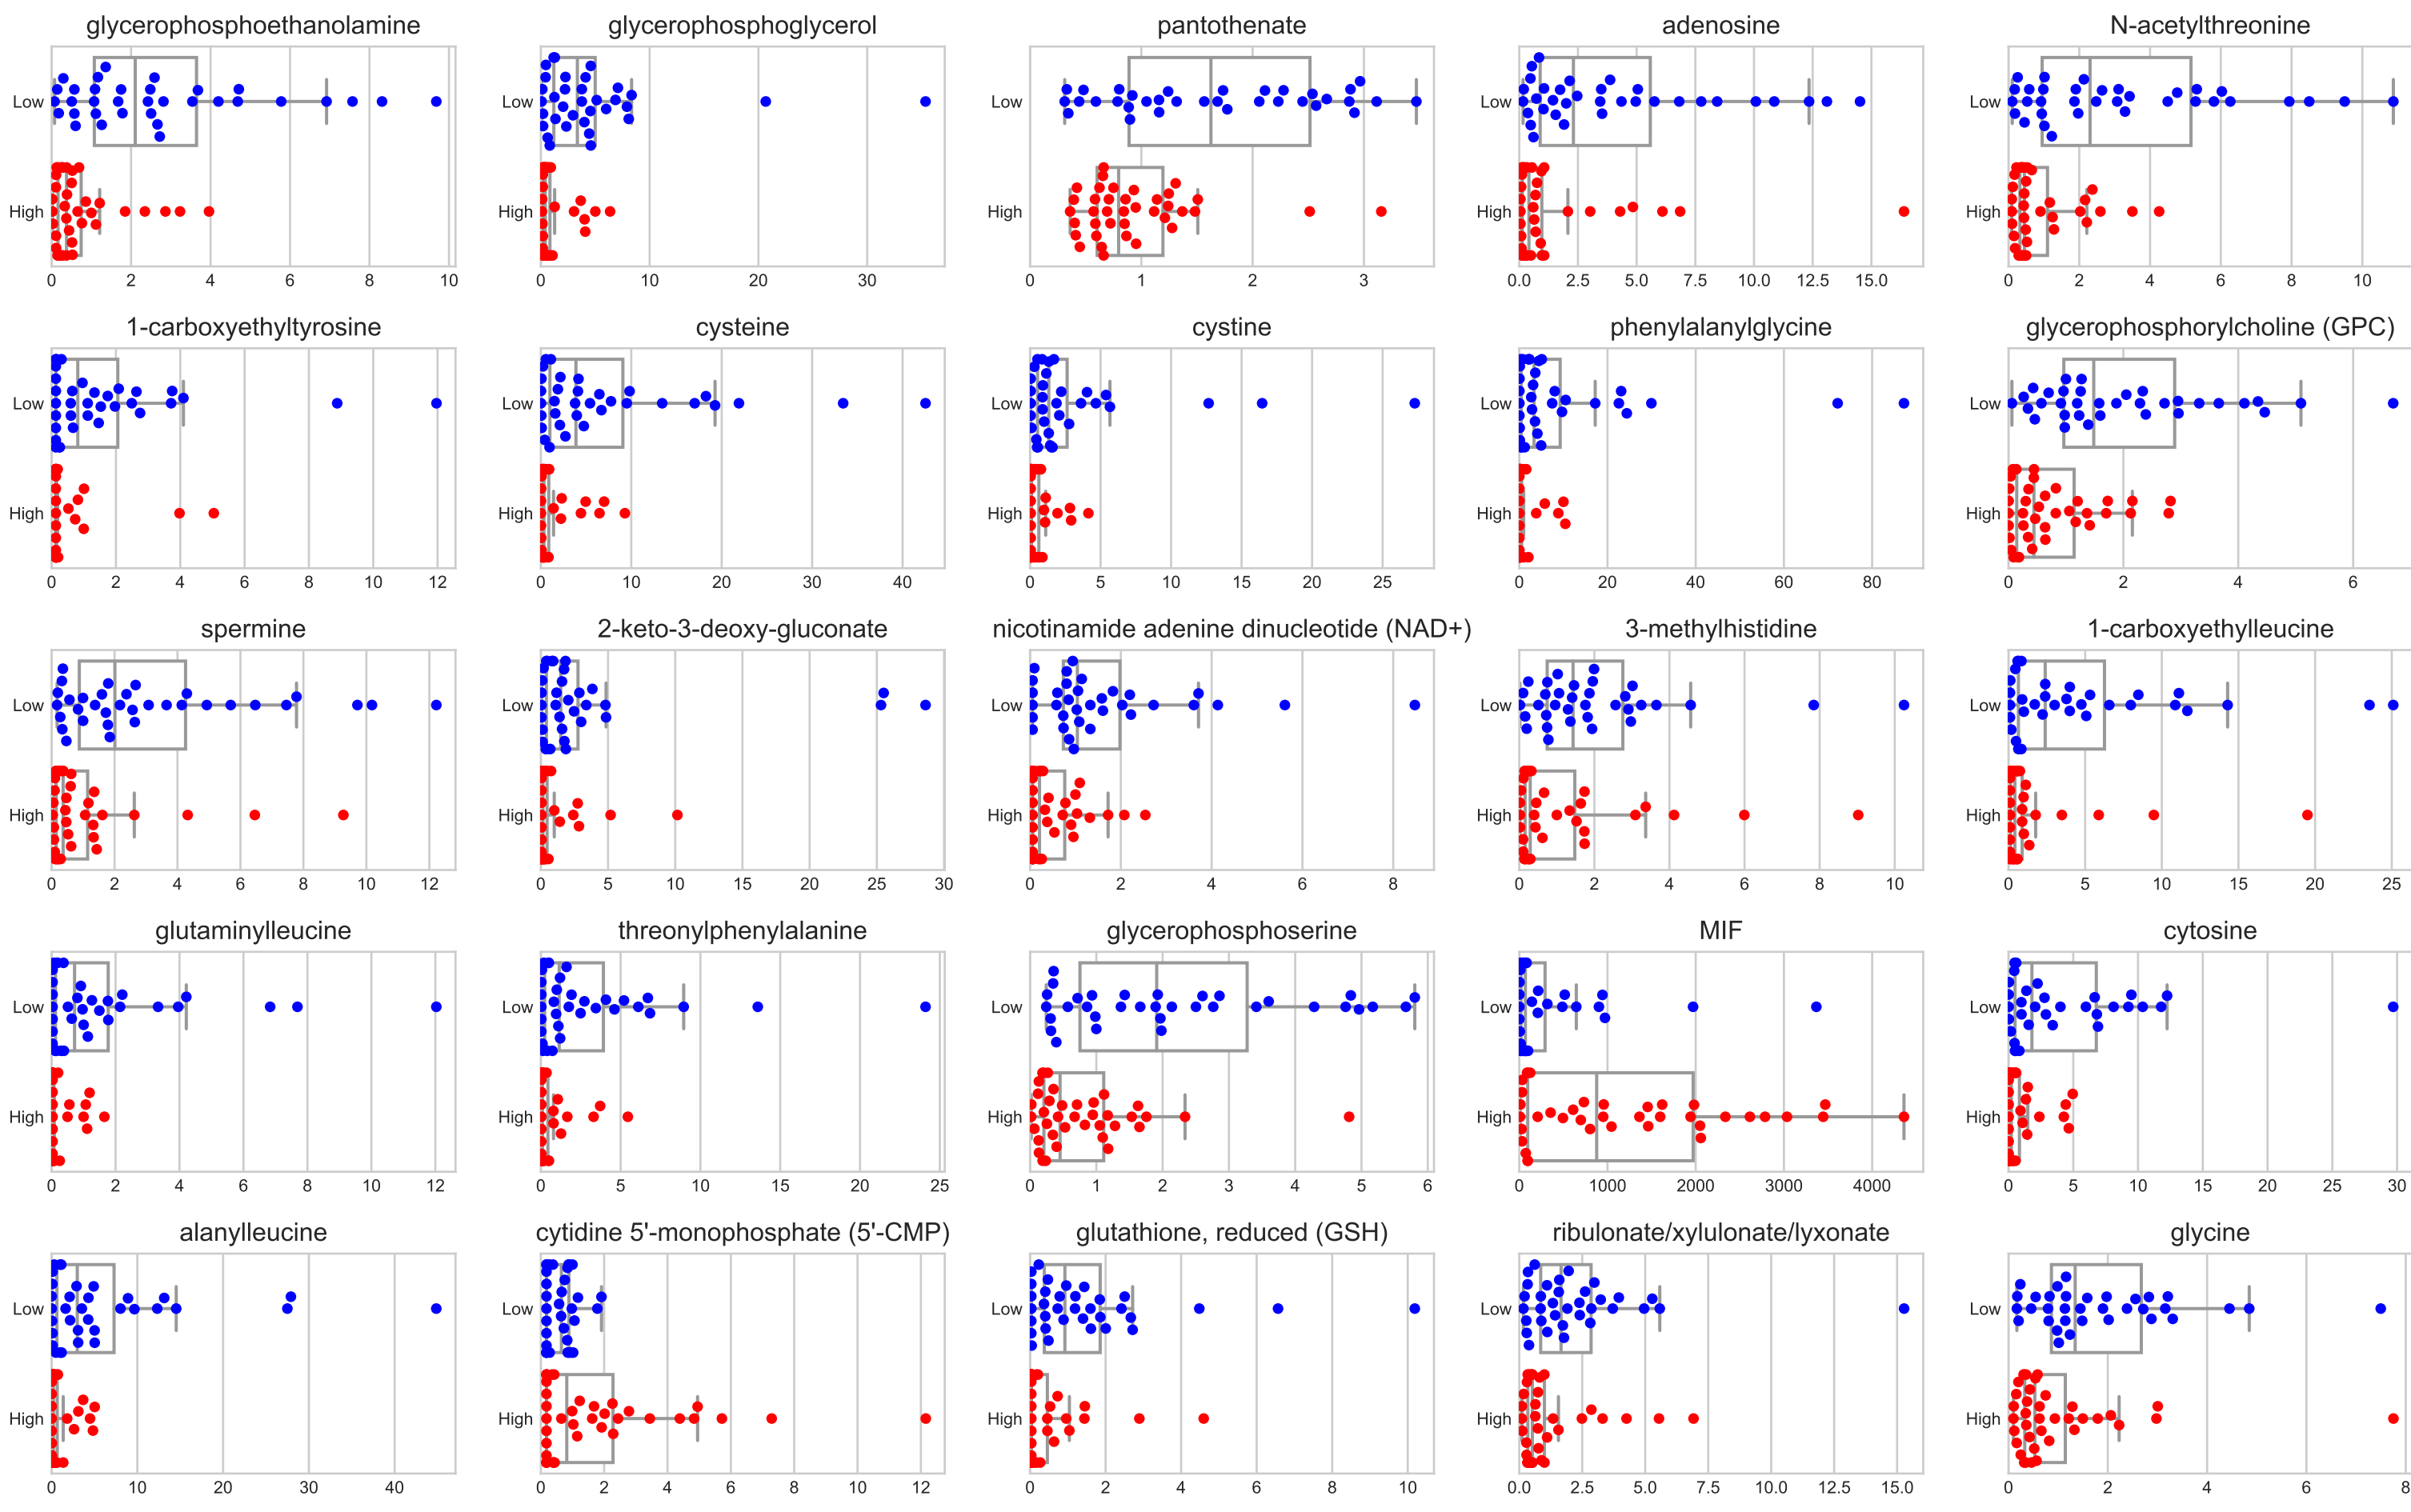 glycerophosphoethanolamine glycerophosphoglycerol pantothenate adenosine N-acetylthreonine
Low Low Low Low Low
High High High High High
0 2 4 6 8 10 0 10 20 30 0 1 2 3 0.0 2.5 5.0 7.5 10.0 12.5 15.0 0 2 4 6 8 10
1-carboxyethyltyrosine cysteine cystine phenylalanylglycine glycerophosphorylcholine (GPC)
Low Low Low Low Low
High High High High High
0 2 4 6 8 10 12 0 10 20 30 40 0 5 10 15 20 25 0 20 40 60 80 0 2 4 6
spermine 2-keto-3-deoxy-gluconate nicotinamide adenine dinucleotide (NAD+) 3-methylhistidine 1-carboxyethylleucine
Low Low Low Low Low
High High High High High
0 2 4 6 8 10 12 0 5 10 15 20 25 30 0 2 4 6 8 0 2 4 6 8 10 0 5 10 15 20 25
glutaminylleucine threonylphenylalanine glycerophosphoserine MIF cytosine
Low Low Low Low Low
High High High High High
0 2 4 6 8 10 12 0 5 10 15 20 25 0 1 2 3 4 5 6 0 1000 2000 3000 4000 0 5 10 15 20 25 30
alanylleucine cytidine 5'-monophosphate (5'-CMP) glutathione, reduced (GSH) ribulonate/xylulonate/lyxonate glycine
Low Low Low Low Low
High High High High High
0 10 20 30 40 0 2 4 6 8 10 12 0 2 4 6 8 10 0.0 2.5 5.0 7.5 10.0 12.5 15.0 0 2 4 6 8